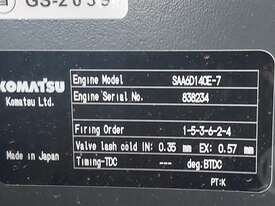 GS-2039
KOMATSU
Komatsu Ltd.
Engine Model SAA6D140E-7
Engine Serial No. 838234
Firing Order 1-5-3-6-2-4
Valve lash cold IN: 0.35 mm EX: 0.57 mm
Made in Japan
Timing-TDC --- deg.BTDC
PT:K